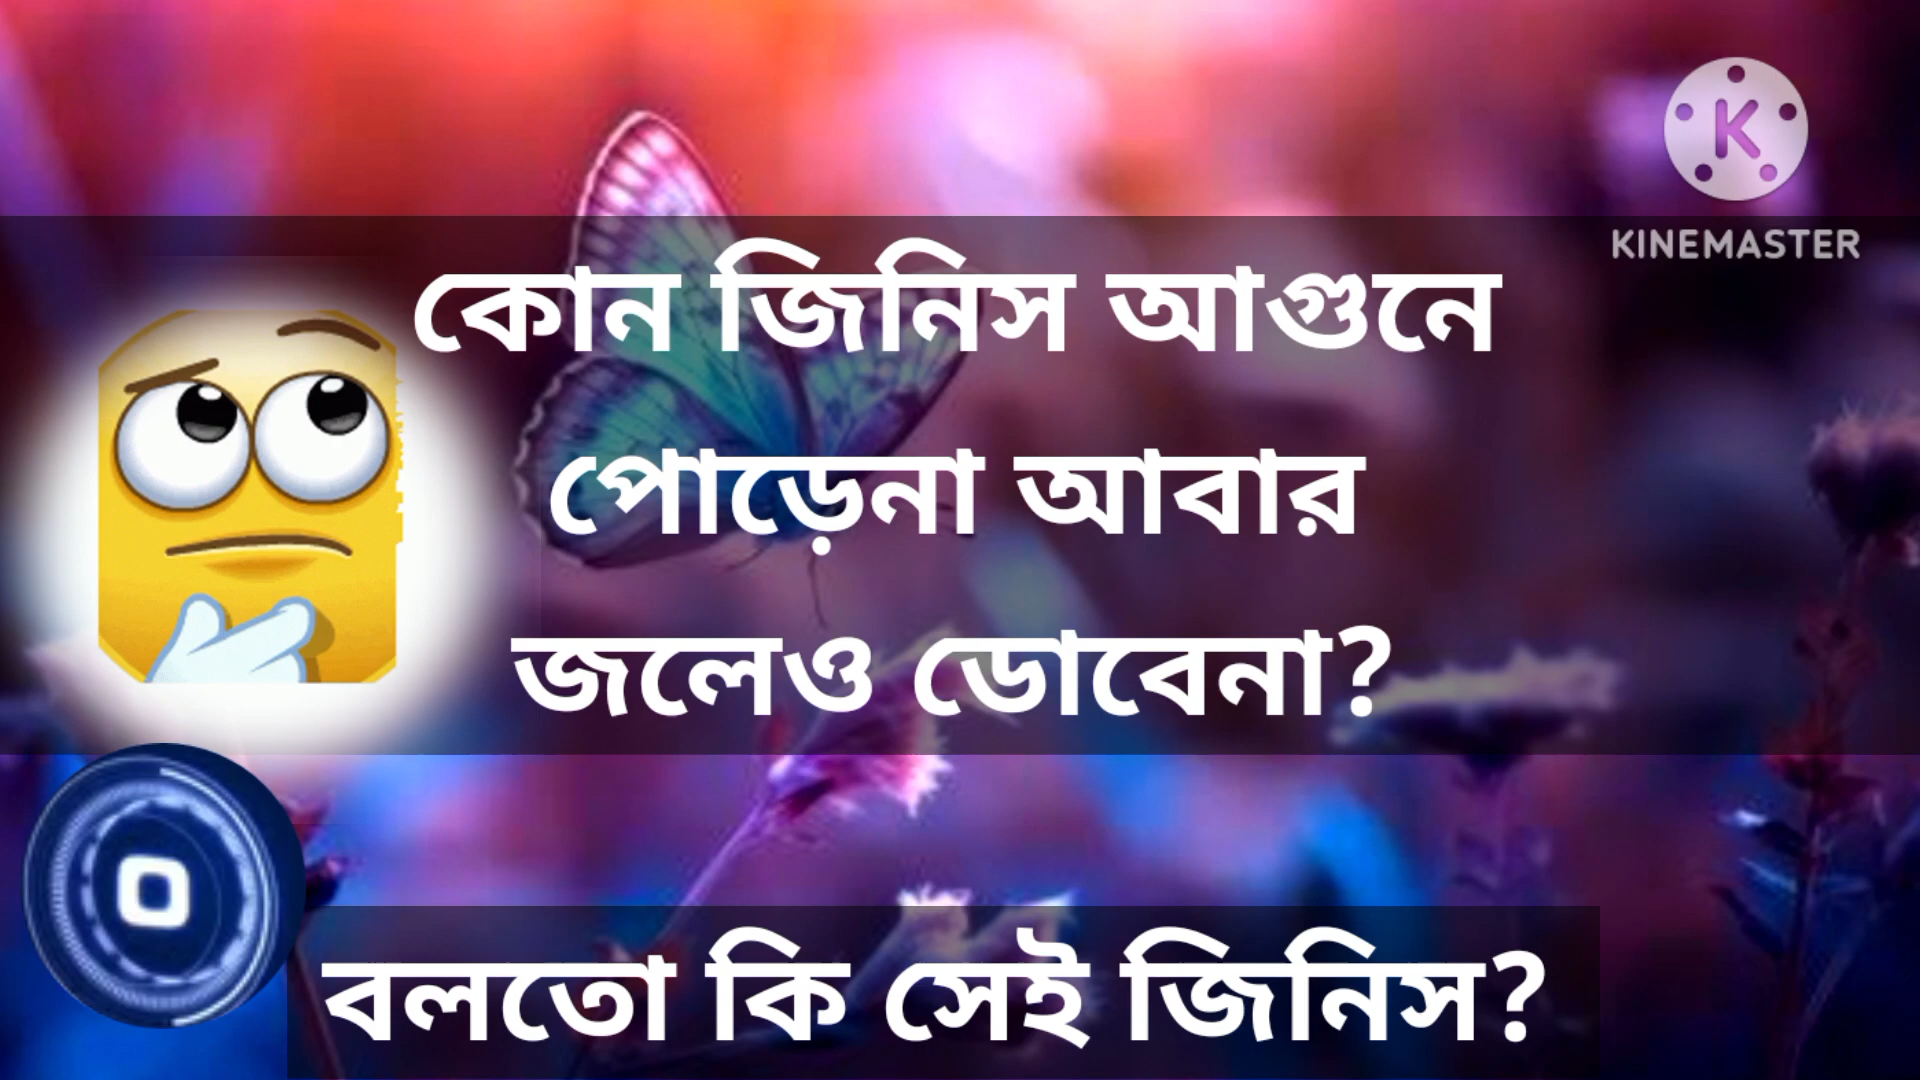 KINEMASTER
কোন জিনিস আগুনে
পোড়েনা আবার
জলেও ডোবেনা?
বলতো কি সেই জিনিস?